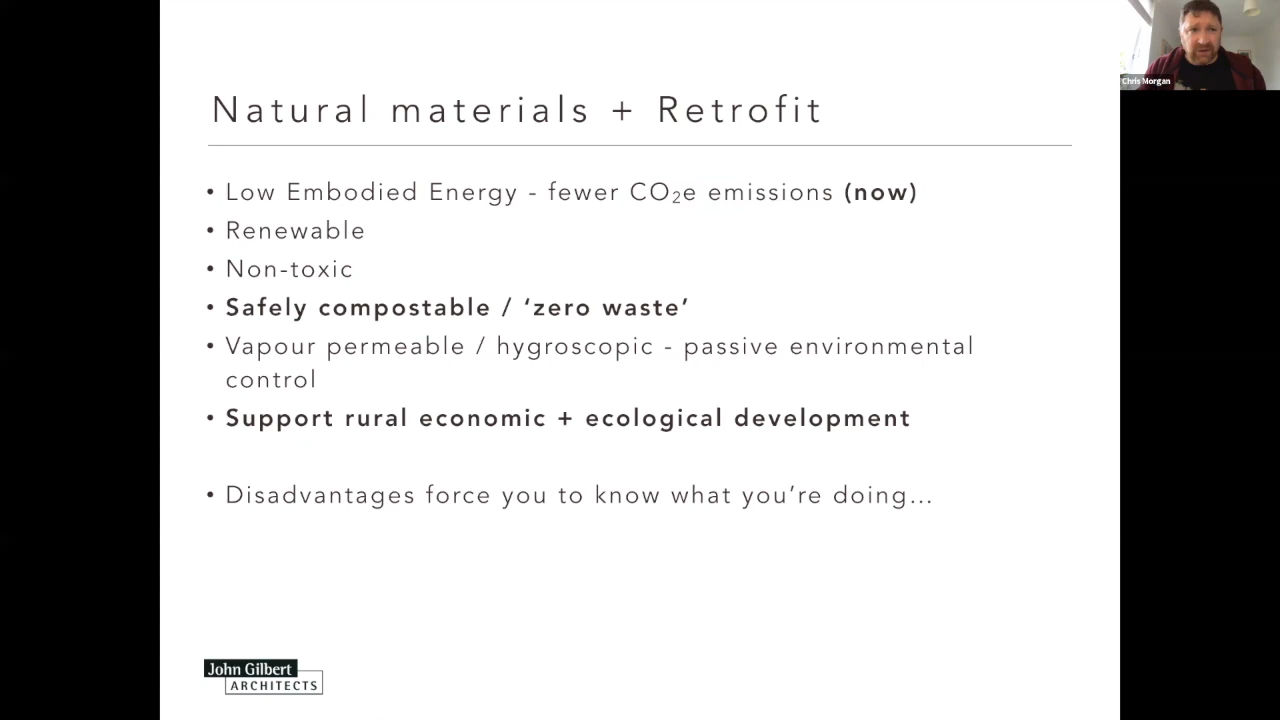 Natural materials + Retrofit
• Low Embodied Energy - fewer CO₂e emissions (now)
• Renewable
• Non-toxic
• Safely compostable / ‘zero waste’
• Vapour permeable / hygroscopic - passive environmental
control
• Support rural economic + ecological development
• Disadvantages force you to know what you’re doing…
John Gilbert
ARCHITECTS
Chris Morgan